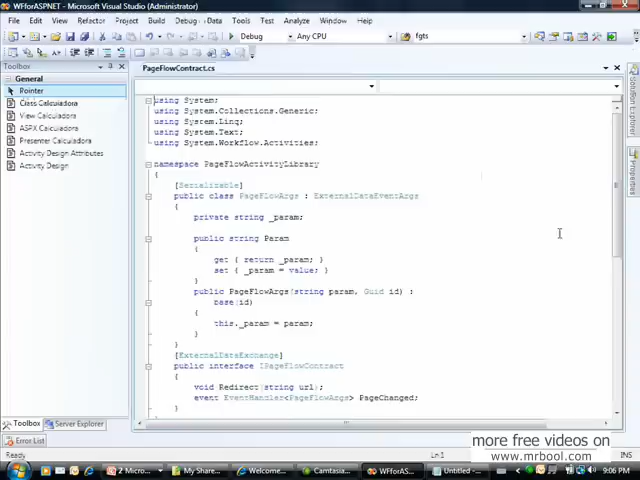 WFforASPNET - Microsoft Visual Studio (Administrator)
File Edit View Refactor Project Build Debug Data Tools Test Analyze Window Help
Debug Any CPU fgts
Toolbox
General
Pointer
Class Calculadora
View Calculadora
ASPX Calculadora
Presenter Calculadora
Activity Design Attributes
Activity Design
PageFlowContract.cs
using System;
using System.Collections.Generic;
using System.Linq;
using System.Text;
using System.Workflow.Activities;
namespace PageFlowActivityLibrary
{
[Serializable]
public class PageFlowArgs : ExternalDataEventArgs
{
private string _param;
public string Param
{
get { return _param; }
set { _param = value; }
}
public PageFlowArgs(string param, Guid id) :
base(id)
{
this._param = param;
}
}
[ExternalDataExchange]
public interface IPageFlowContract
{
void Redirect(string url);
event EventHandler<PageFlowArgs> PageChanged;
}
Solution Explorer
Properties
Toolbox Server Explorer
Error List
Ready Ln 1 INS
more free videos on
www.mrbool.com
2 Micros... My Share... Welcome... Camtasia... WFforAS... Untitled -... 9:06 PM